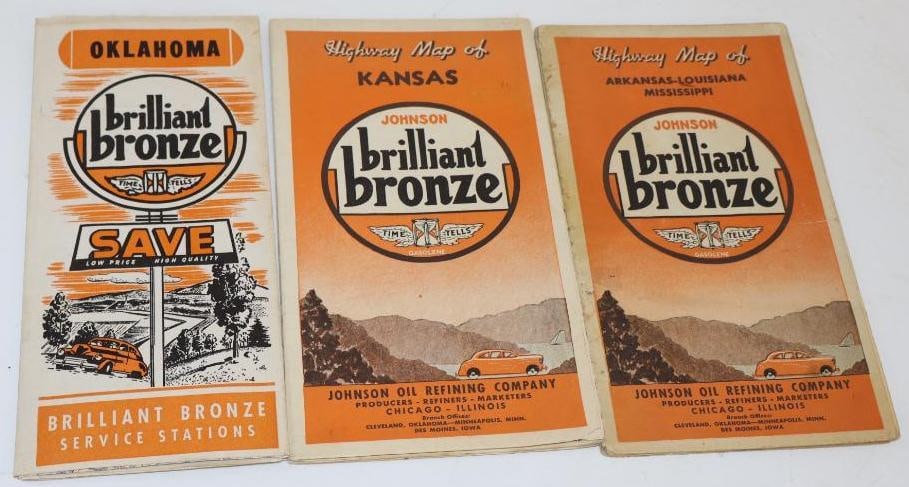 OKLAHOMA
brilliant
bronze
TIME TELLS
SAVE
LOW PRICE HIGH QUALITY
BRILLIANT BRONZE
SERVICE STATIONS
Highway Map of
KANSAS
JOHNSON
brilliant
bronze
TIME TELLS
GASOLENE
JOHNSON OIL REFINING COMPANY
PRODUCERS - REFINERS - MARKETERS
CHICAGO - ILLINOIS
Branch Offices:
CLEVELAND, OKLAHOMA—MINNEAPOLIS, MINN.
DES MOINES, IOWA
Highway Map of
ARKANSAS-LOUISIANA
MISSISSIPPI
JOHNSON
brilliant
bronze
TIME TELLS
GASOLENE
JOHNSON OIL REFINING COMPANY
PRODUCERS - REFINERS - MARKETERS
CHICAGO - ILLINOIS
Branch Offices:
CLEVELAND, OKLAHOMA—MINNEAPOLIS, MINN.
DES MOINES, IOWA